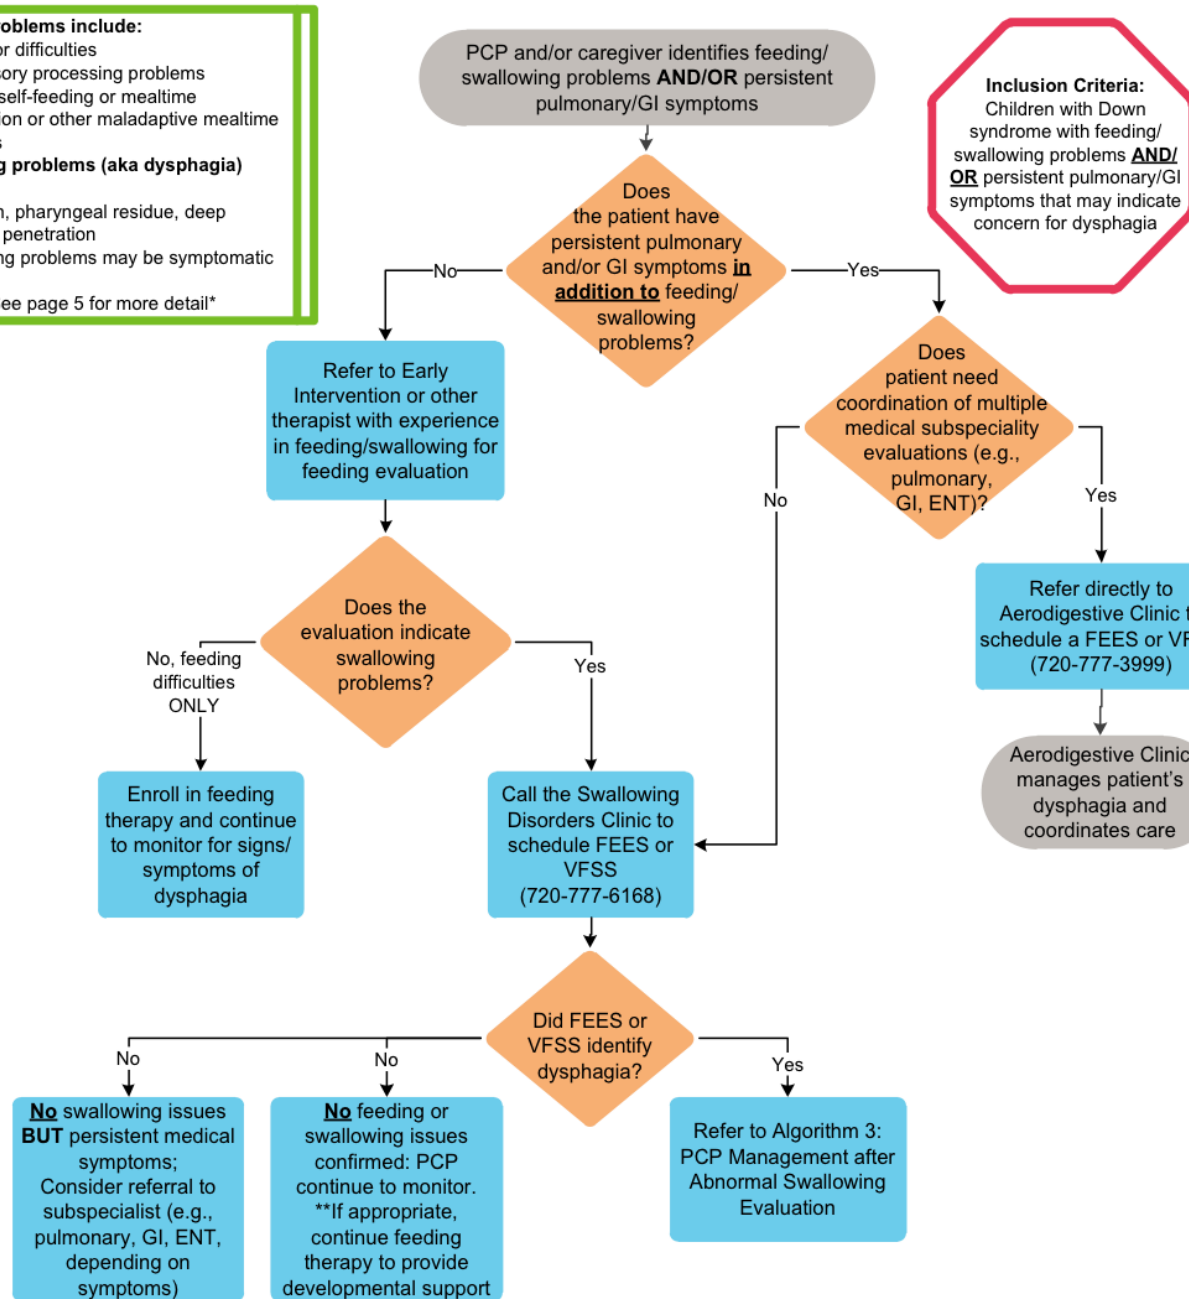 roblems include:
or difficulties
sory processing problems
self-feeding or mealtime
ion or other maladaptive mealtime
s
g problems (aka dysphagia)
n, pharyngeal residue, deep
penetration
ng problems may be symptomatic
ee page 5 for more detail*
PCP and/or caregiver identifies feeding/
swallowing problems AND/OR persistent
pulmonary/GI symptoms
Inclusion Criteria:
Children with Down
syndrome with feeding/
swallowing problems AND/
OR persistent pulmonary/GI
symptoms that may indicate
concern for dysphagia
Does
the patient have
persistent pulmonary
and/or GI symptoms in
addition to feeding/
swallowing
problems?
No
Yes
Refer to Early
Intervention or other
therapist with experience
in feeding/swallowing for
feeding evaluation
Does
patient need
coordination of multiple
medical subspeciality
evaluations (e.g.,
pulmonary,
GI, ENT)?
No
Yes
Refer directly to
Aerodigestive Clinic t
schedule a FEES or VF
(720-777-3999)
Aerodigestive Clinic
manages patient's
dysphagia and
coordinates care
Does the
evaluation indicate
swallowing
problems?
No, feeding
difficulties
ONLY
Yes
Enroll in feeding
therapy and continue
to monitor for signs/
symptoms of
dysphagia
Call the Swallowing
Disorders Clinic to
schedule FEES or
VFSS
(720-777-6168)
Did FEES or
VFSS identify
dysphagia?
No
No
Yes
No swallowing issues
BUT persistent medical
symptoms;
Consider referral to
subspecialist (e.g.,
pulmonary, GI, ENT,
depending on
symptoms)
No feeding or
swallowing issues
confirmed: PCP
continue to monitor.
**If appropriate,
continue feeding
therapy to provide
developmental support
Refer to Algorithm 3:
PCP Management after
Abnormal Swallowing
Evaluation